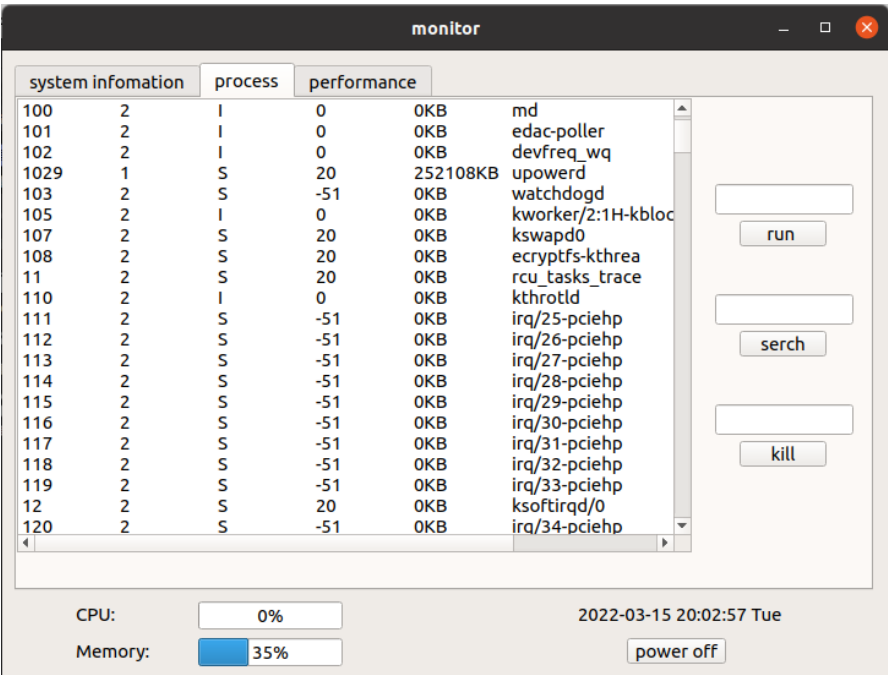 monitor
system infomation process performance
100 2 I 0 0KB md
101 2 I 0 0KB edac-poller
102 2 I 0 0KB devfreq_wq
1029 1 S 20 252108KB upowerd
103 2 S -51 0KB watchdogd
105 2 I 0 0KB kworker/2:1H-kbloc
107 2 S 20 0KB kswapd0
108 2 S 20 0KB ecryptfs-kthrea
11 2 S 20 0KB rcu_tasks_trace
110 2 I 0 0KB kthrotld
111 2 S -51 0KB irq/25-pciehp
112 2 S -51 0KB irq/26-pciehp
113 2 S -51 0KB irq/27-pciehp
114 2 S -51 0KB irq/28-pciehp
115 2 S -51 0KB irq/29-pciehp
116 2 S -51 0KB irq/30-pciehp
117 2 S -51 0KB irq/31-pciehp
118 2 S -51 0KB irq/32-pciehp
119 2 S -51 0KB irq/33-pciehp
12 2 S 20 0KB ksoftirqd/0
120 2 S -51 0KB irq/34-pciehp
run
serch
kill
CPU: 0% 2022-03-15 20:02:57 Tue
Memory: 35% power off